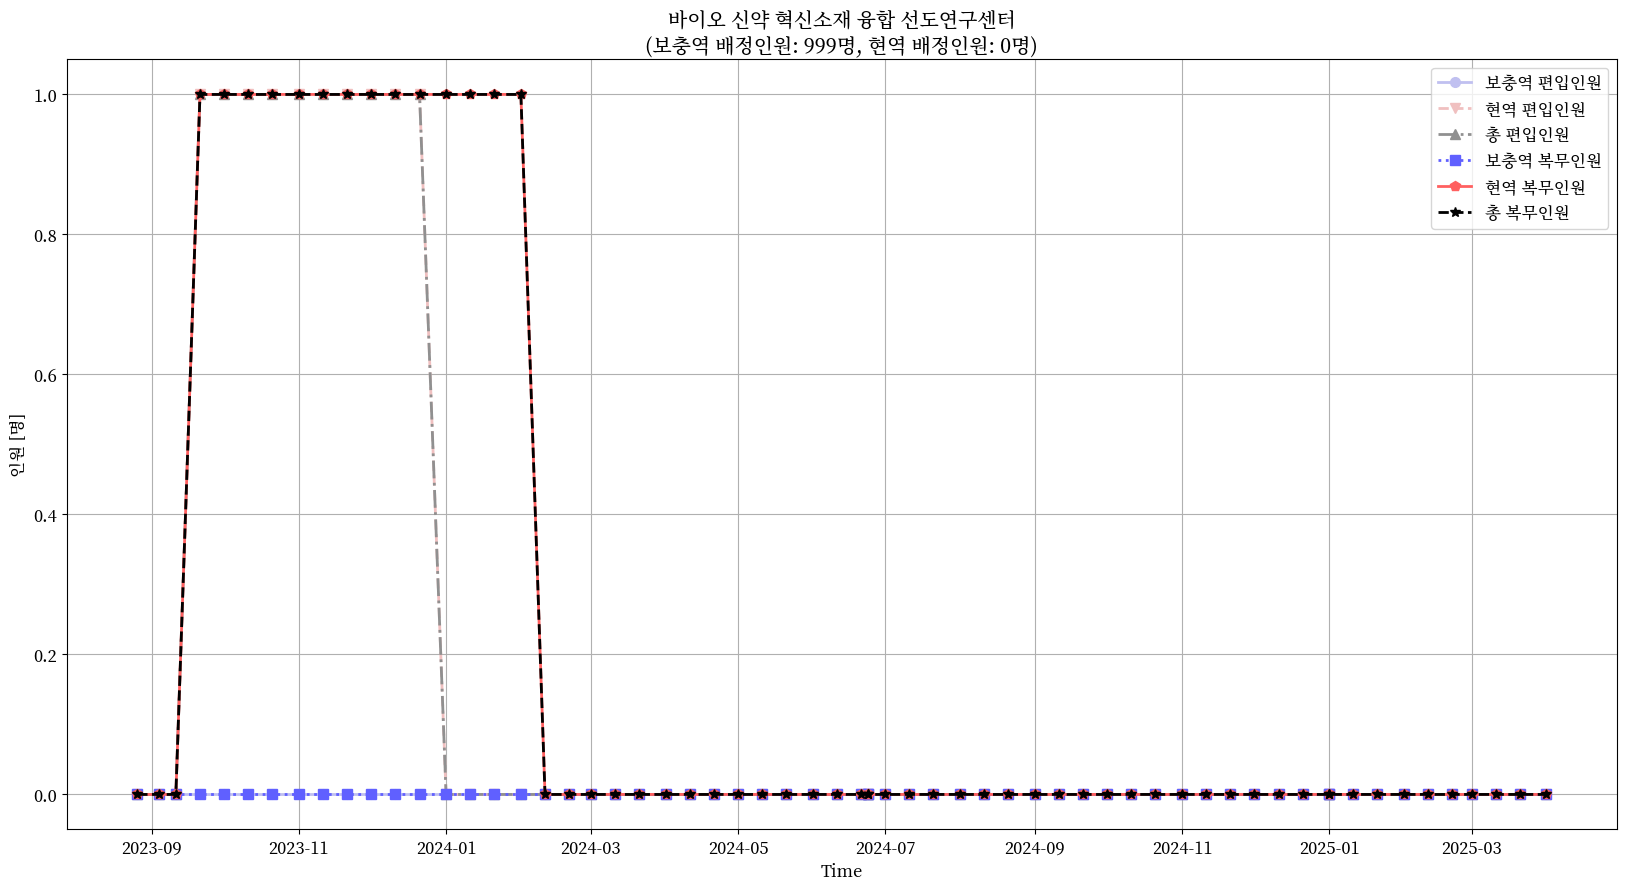 바이오 신약 혁신소재 융합 선도연구센터
(보충역 배정인원: 999명, 현역 배정인원: 0명)
보충역 편입인원
현역 편입인원
총 편입인원
보충역 복무인원
현역 복무인원
총 복무인원
인원 [명]
1.0
0.8
0.6
0.4
0.2
0.0
2023-09
2023-11
2024-01
2024-03
2024-05
2024-07
2024-09
2024-11
2025-01
2025-03
Time